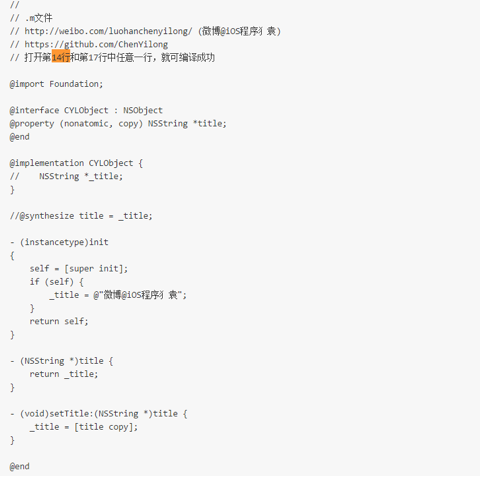 //
// .m文件
// http://weibo.com/luohanchenyilong/ (微博@iOS程序犭袁)
// https://github.com/ChenYilong
// 打开第14行和第17行中任意一行，就可编译成功
@import Foundation;
@interface CYLObject : NSObject
@property (nonatomic, copy) NSString *title;
@end
@implementation CYLObject {
//    NSString *_title;
}
//@synthesize title = _title;
- (instancetype)init
{
    self = [super init];
    if (self) {
        _title = @"微博@iOS程序犭袁";
    }
    return self;
}
- (NSString *)title {
    return _title;
}
- (void)setTitle:(NSString *)title {
    _title = [title copy];
}
@end